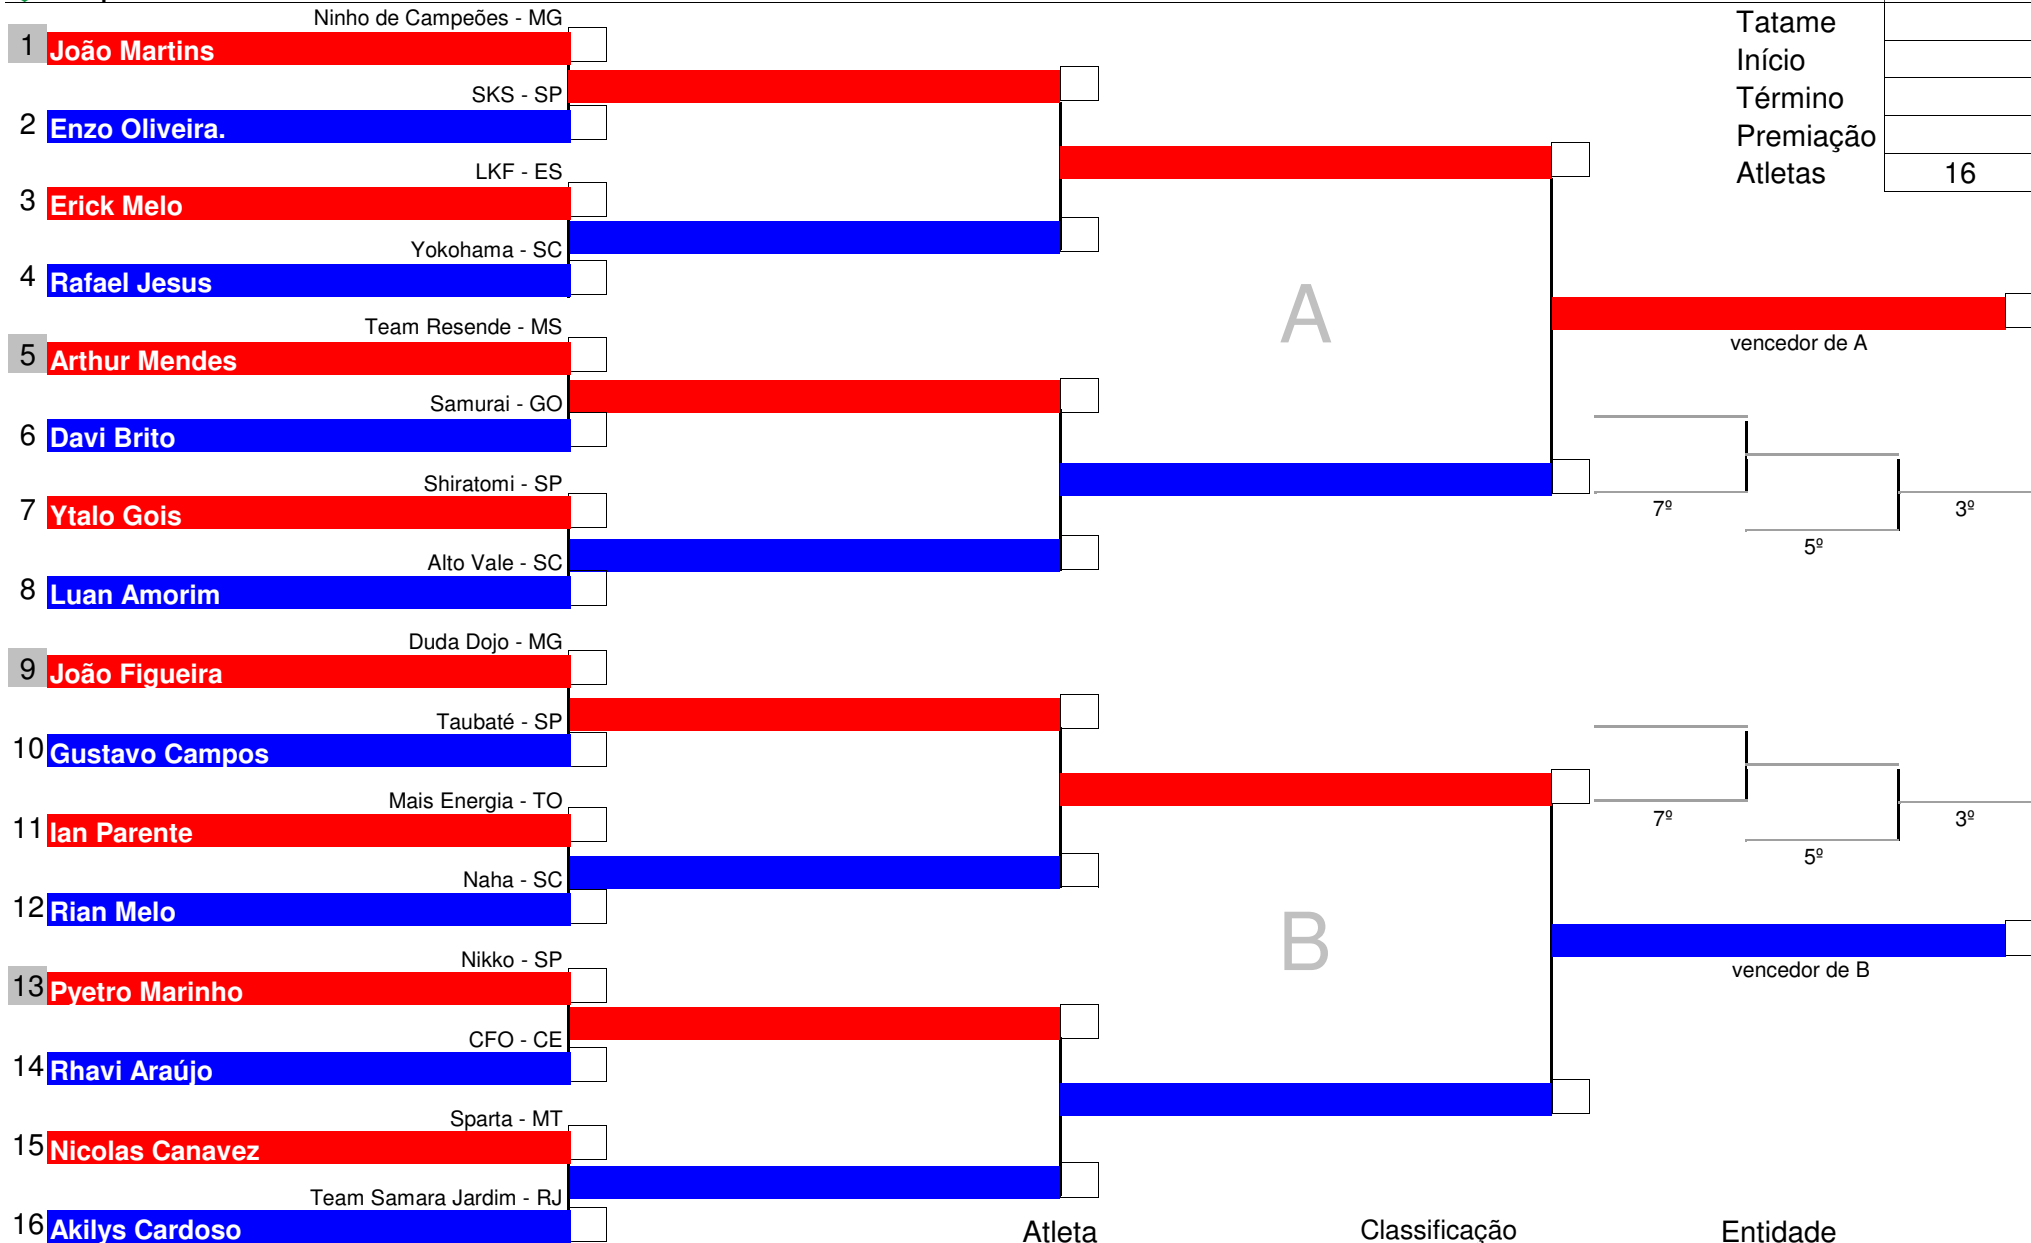 Ninho de Campeões - MG
1 João Martins
SKS - SP
2 Enzo Oliveira.
LKF - ES
3 Erick Melo
Yokohama - SC
4 Rafael Jesus
Team Resende - MS
5 Arthur Mendes
Samurai - GO
6 Davi Brito
Shiratomi - SP
7 Ytalo Gois
Alto Vale - SC
8 Luan Amorim
Duda Dojo - MG
9 João Figueira
Taubaté - SP
10 Gustavo Campos
Mais Energia - TO
11 Ian Parente
Naha - SC
12 Rian Melo
Nikko - SP
13 Pyetro Marinho
CFO - CE
14 Rhavi Araújo
Sparta - MT
15 Nicolas Canavez
Team Samara Jardim - RJ
16 Akilys Cardoso
A
B
Tatame
Início
Término
Premiação
Atletas 16
vencedor de A
7º 3º
5º
7º 3º
5º
vencedor de B
Atleta Classificação Entidade